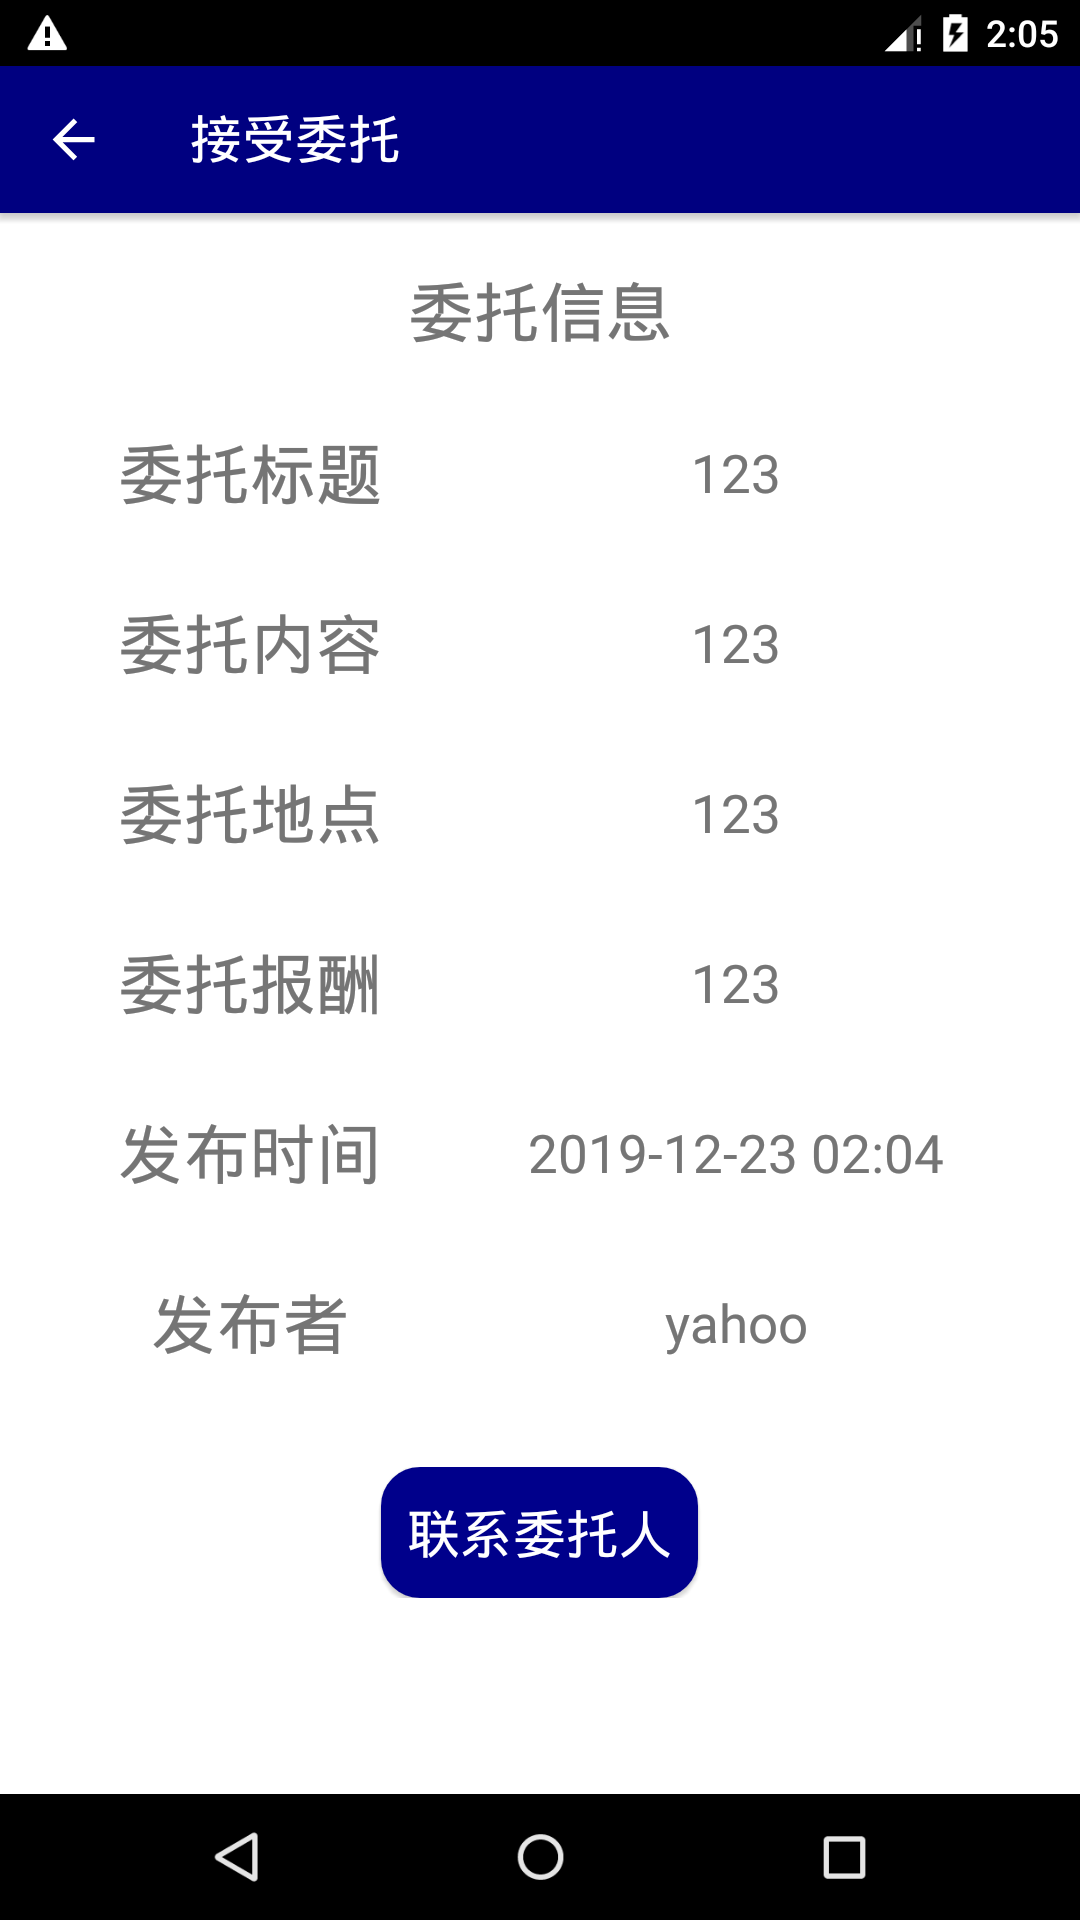 2:05
接受委托
委托信息
委托标题 123
委托内容 123
委托地点 123
委托报酬 123
发布时间 2019-12-23 02:04
发布者 yahoo
联系委托人